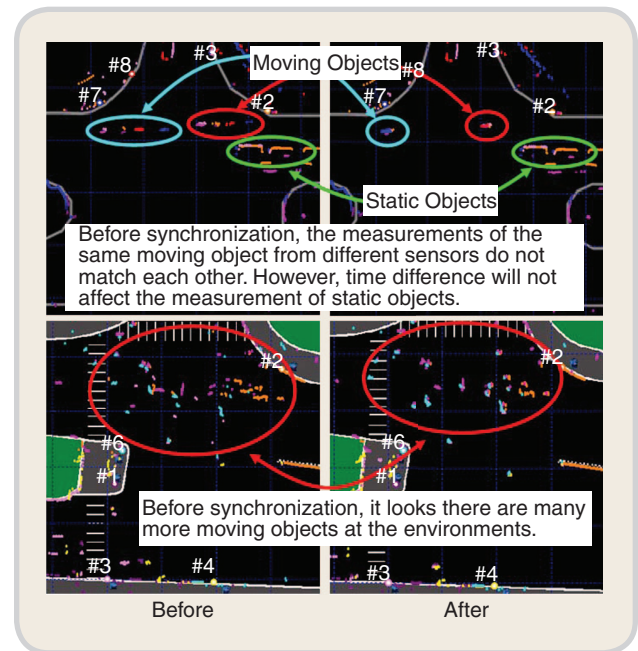 #3
Moving Objects
#3
#8
#8
#7
#2
#7
#2
Static Objects
Before synchronization, the measurements of the
same moving object from different sensors do not
match each other. However, time difference will not
affect the measurement of static objects.
#2
#2
#6
#6
#1
#1
Before synchronization, it looks there are many
more moving objects at the environments.
#3
#4
#3
#4
Before
After